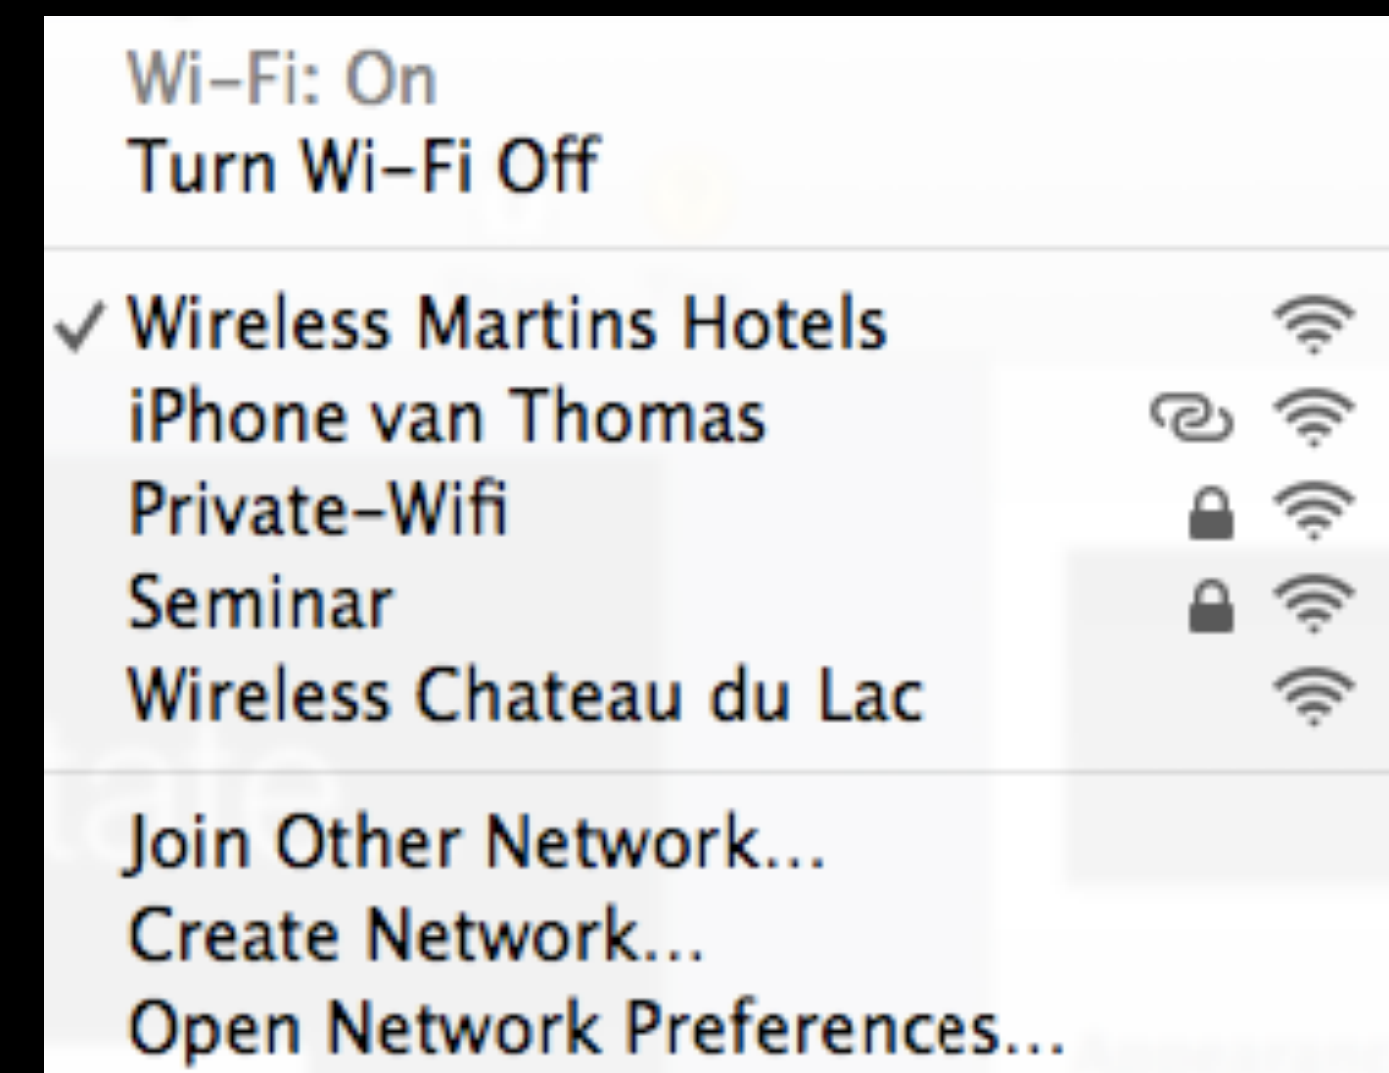 Wi-Fi: On
Turn Wi-Fi Off
Wireless Martins Hotels
iPhone van Thomas
Private-Wifi
Seminar
Wireless Chateau du Lac
Join Other Network...
Create Network...
Open Network Preferences...